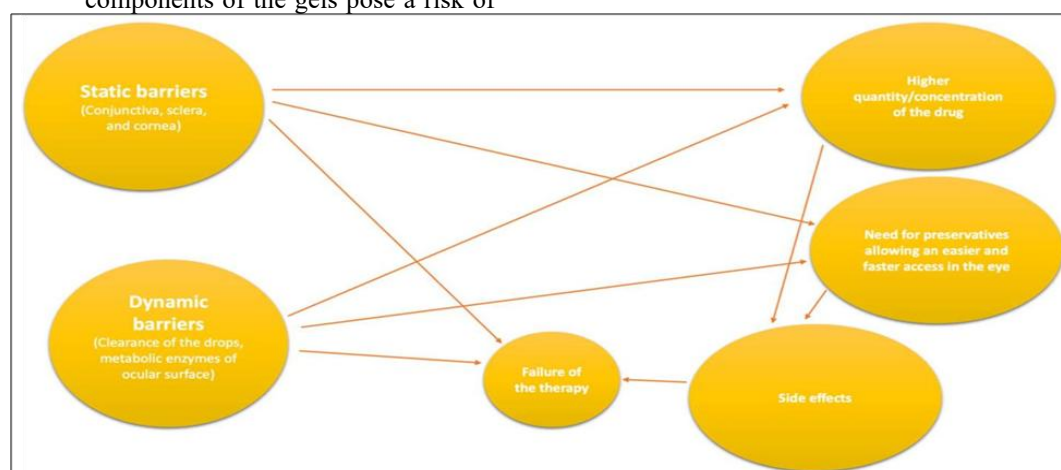 components of the gels pose a risk of
Static barriers
(Conjunctiva, sclera,
and cornea)
Higher
quantity/concentration
of the drug
Need for preservatives
allowing an easier and
faster access in the eye
Dynamic
barriers
(Clearance of the drops,
metabolic enzymes of
ocular surface)
Failure of
the therapy
Side effects